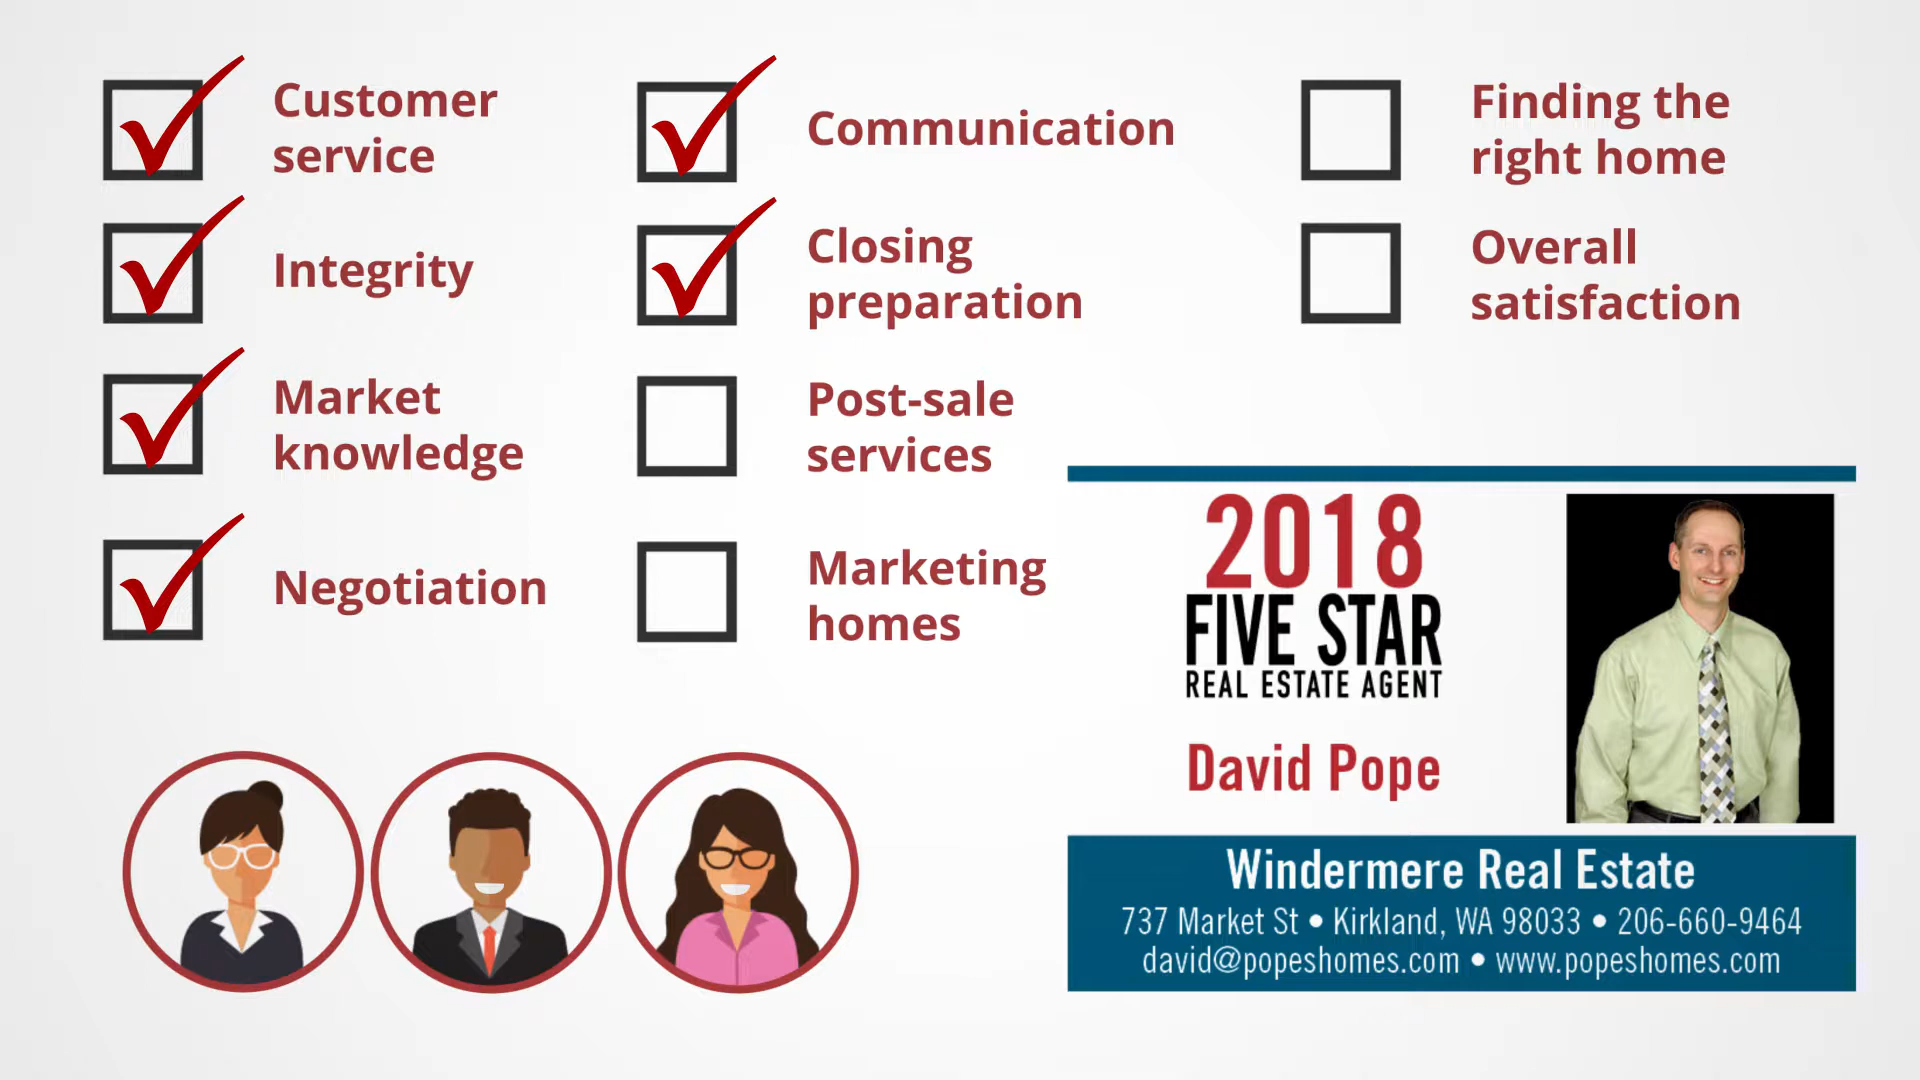 Customer
service
Integrity
Market
knowledge
Negotiation
Communication
Closing
preparation
Post-sale
services
Marketing
homes
Finding the
right home
Overall
satisfaction
2018
FIVE STAR
REAL ESTATE AGENT
David Pope
Windermere Real Estate
737 Market St • Kirkland, WA 98033 • 206-660-9464
david@popeshomes.com • www.popeshomes.com